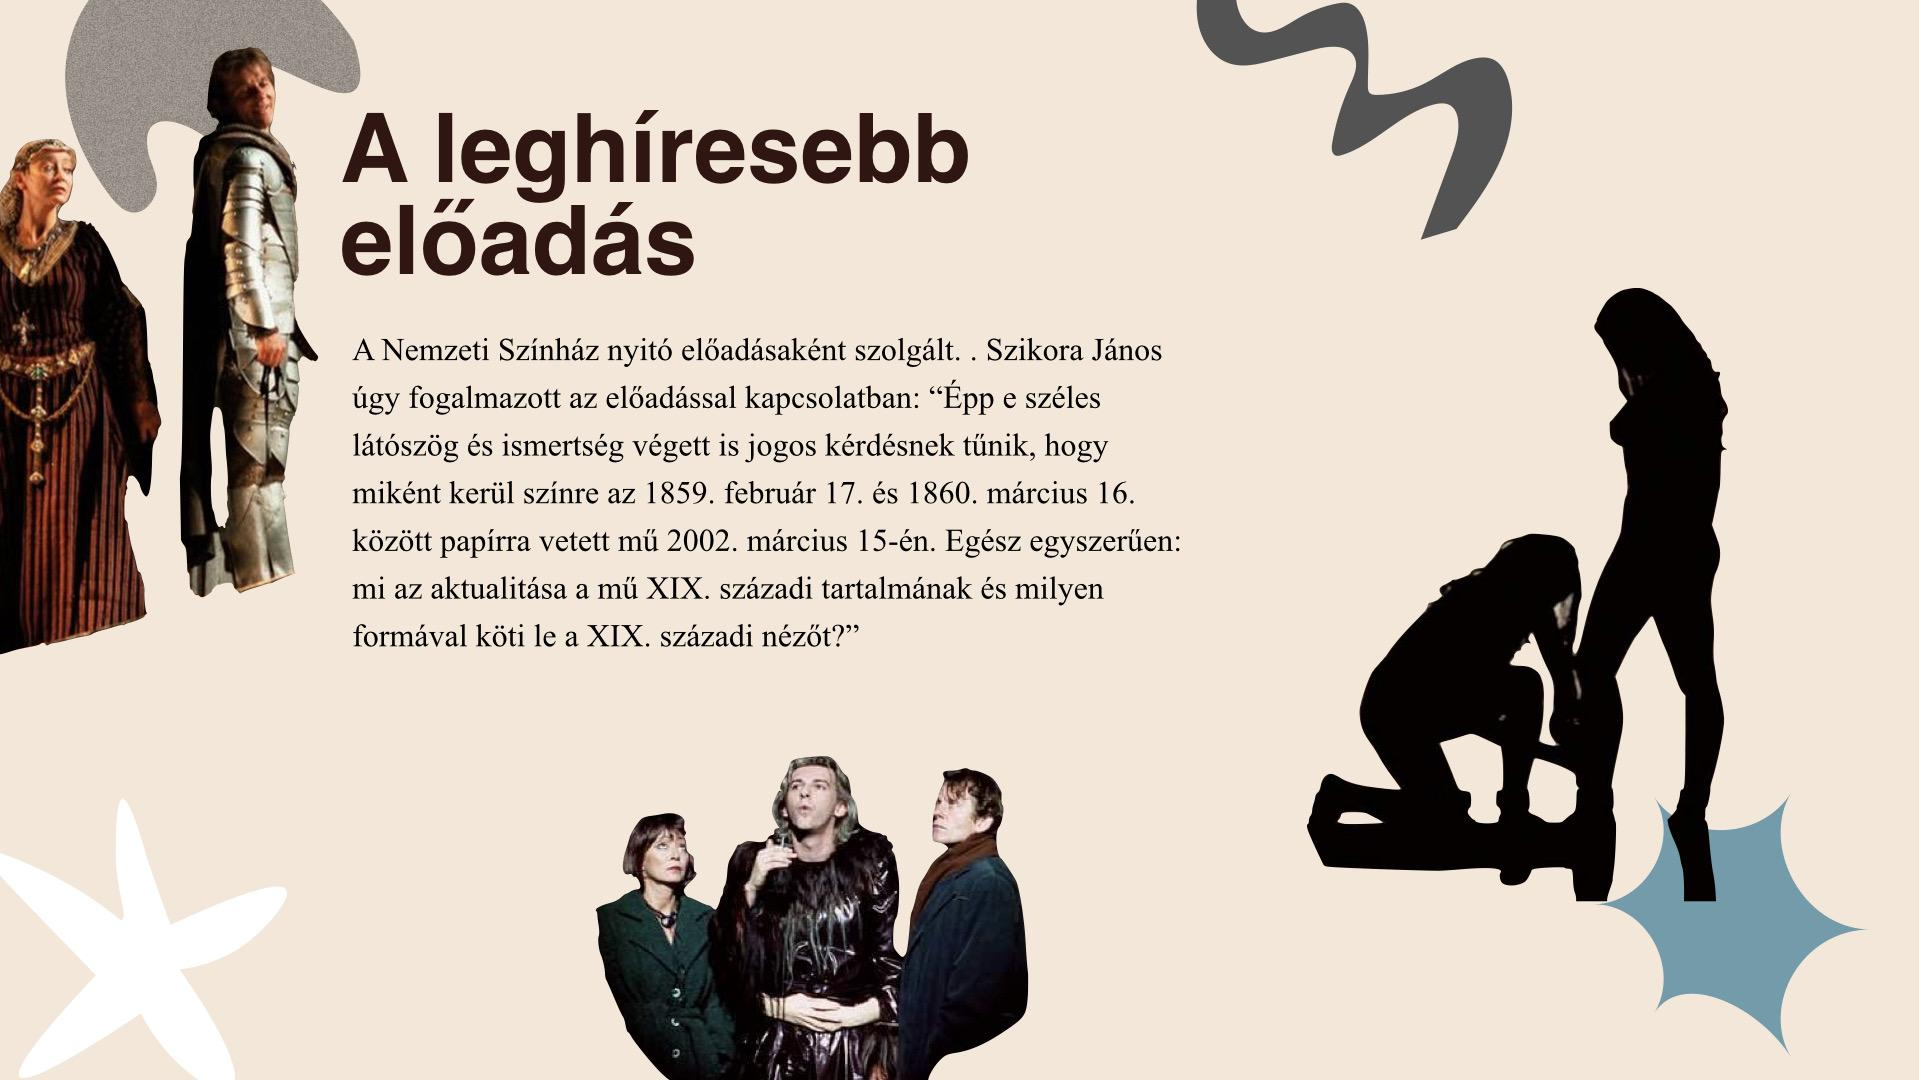 A leghíresebb
előadás
A Nemzeti Színház nyitó előadásaként szolgált. . Szikora János
úgy fogalmazott az előadással kapcsolatban: “Épp e széles
látószög és ismertség végett is jogos kérdésnek tűnik, hogy
miként kerül színre az 1859. február 17. és 1860. március 16.
között papírra vetett mű 2002. március 15-én. Egész egyszerűen:
mi az aktualitása a mű XIX. századi tartalmának és milyen
formával köti le a XIX. századi nézőt?”